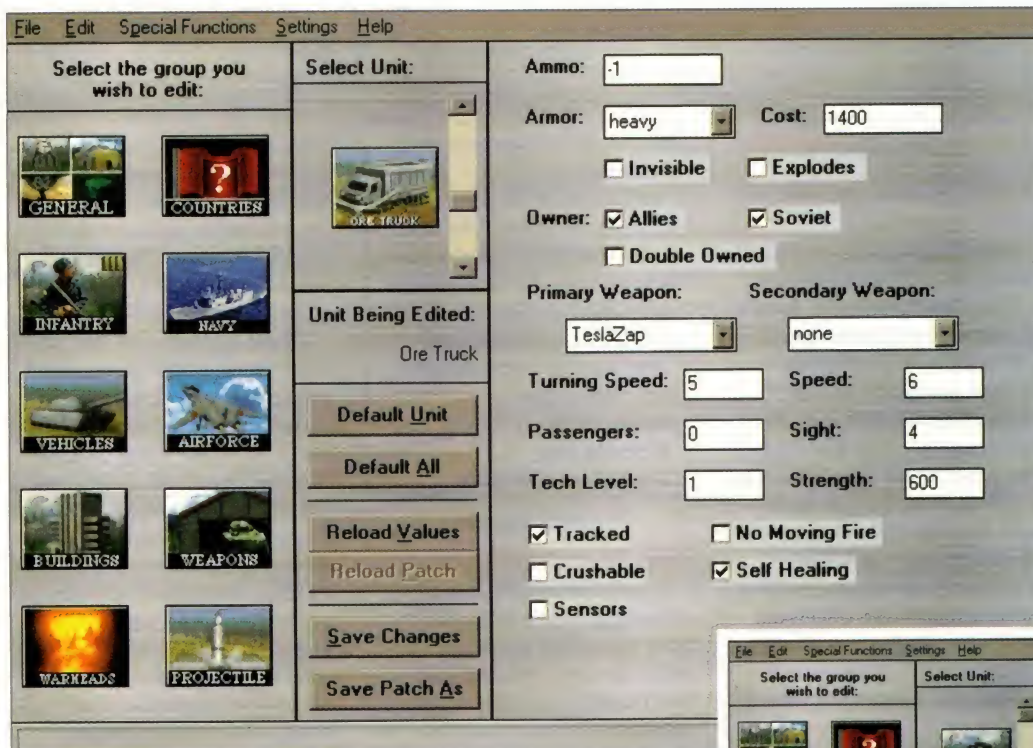 File Edit Special Functions Settings Help
Select the group you
wish to edit:
GENERAL
COUNTRIES
INFANTRY
NAVY
VEHICLES
AIRFORCE
BUILDINGS
WEAPONS
WARHEADS
PROJECTILE
Select Unit:
ORE TRUCK
Unit Being Edited:
Ore Truck
Default Unit
Default All
Reload Values
Reload Patch
Save Changes
Save Patch As
Ammo: -1
Armor: heavy Cost: 1400
Invisible Explodes
Owner: Allies Soviet
Double Owned
Primary Weapon: Secondary Weapon:
TeslaZap none
Turning Speed: 5 Speed: 6
Passengers: 0 Sight: 4
Tech Level: 1 Strength: 600
Tracked No Moving Fire
Crushable Self Healing
Sensors
File Edit Special Functions Settings Help
Select the group you
wish to edit:
Select Unit: